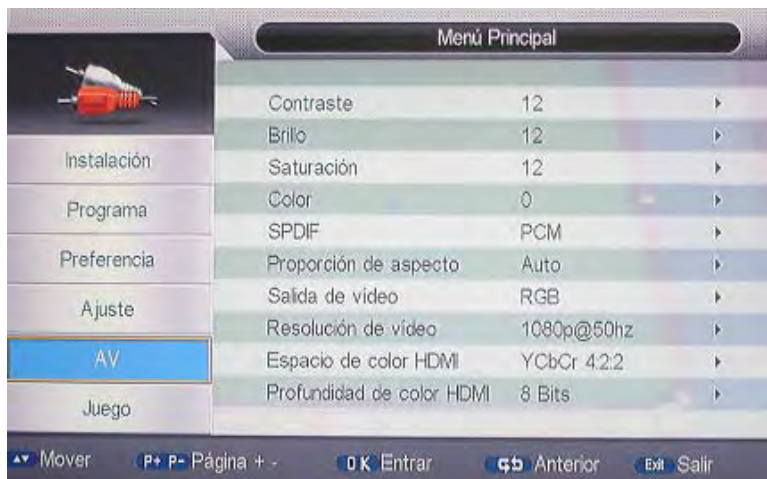 Menú Principal
Instalación
Programa
Preferencia
Ajuste
AV
Juego
Contraste 12
Brillo 12
Saturación 12
Color 0
SPDIF PCM
Proporción de aspecto Auto
Salida de vídeo RGB
Resolución de vídeo 1080p@50hz
Espacio de color HDMI YCbCr 4:2:2
Profundidad de color HDMI 8 Bits
Mover P+ P- Página + - OK Entrar Anterior Exit Salir